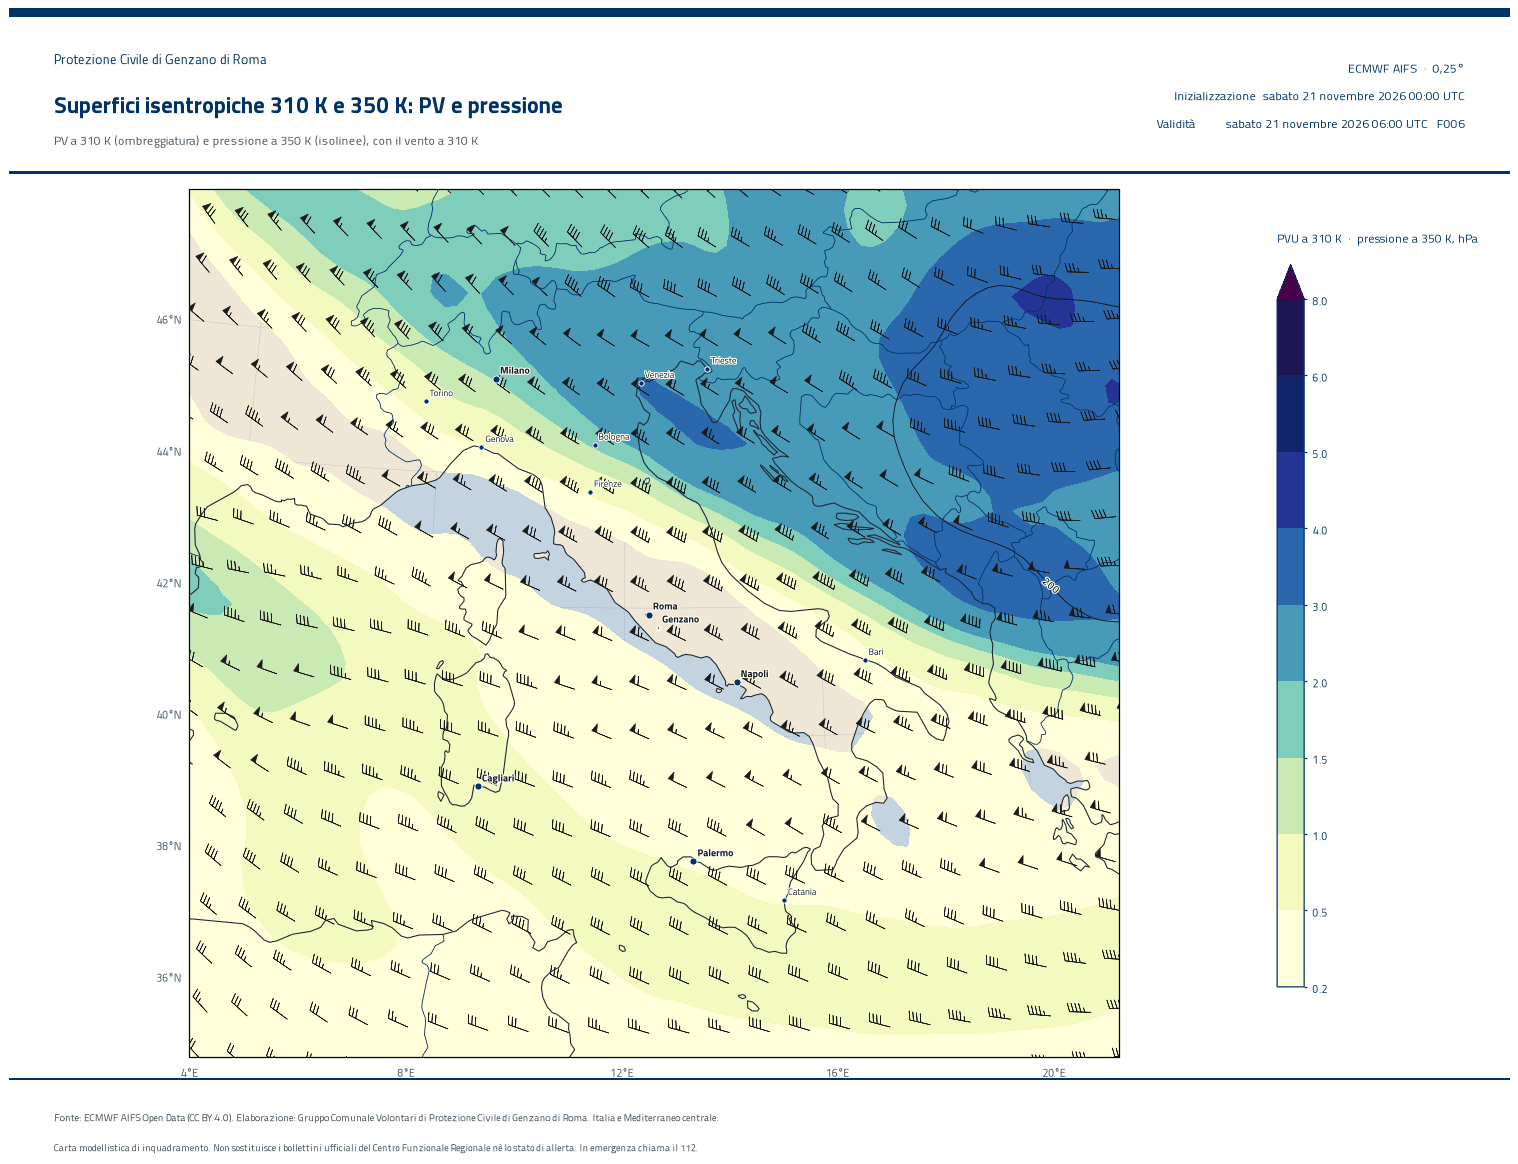 Protezione Civile di Genzano di Roma
Superfici isentropiche 310 K e 350 K: PV e pressione
PV a 310 K (ombreggiatura) e pressione a 350 K (isolinee), con il vento a 310 K
ECMWF AIFS · 0,25°
Inizializzazione sabato 21 novembre 2026 00:00 UTC
Validità sabato 21 novembre 2026 06:00 UTC F006
PVU a 310 K · pressione a 350 K, hPa
8.0
6.0
5.0
4.0
3.0
2.0
1.5
1.0
0.5
0.2
46°N
44°N
42°N
40°N
38°N
36°N
4°E
8°E
12°E
16°E
20°E
Trieste
Milano
Venezia
Torino
Genova
Bologna
Firenze
200
Roma
Genzano
Bari
Napoli
Cagliari
Palermo
Catania
Fonte: ECMWF AIFS Open Data (CC BY 4.0). Elaborazione: Gruppo Comunale Volontari di Protezione Civile di Genzano di Roma. Italia e Mediterraneo centrale.
Carta modellistica di inquadramento. Non sostituisce i bollettini ufficiali del Centro Funzionale Regionale né lo stato di allerta. In emergenza chiama il 112.